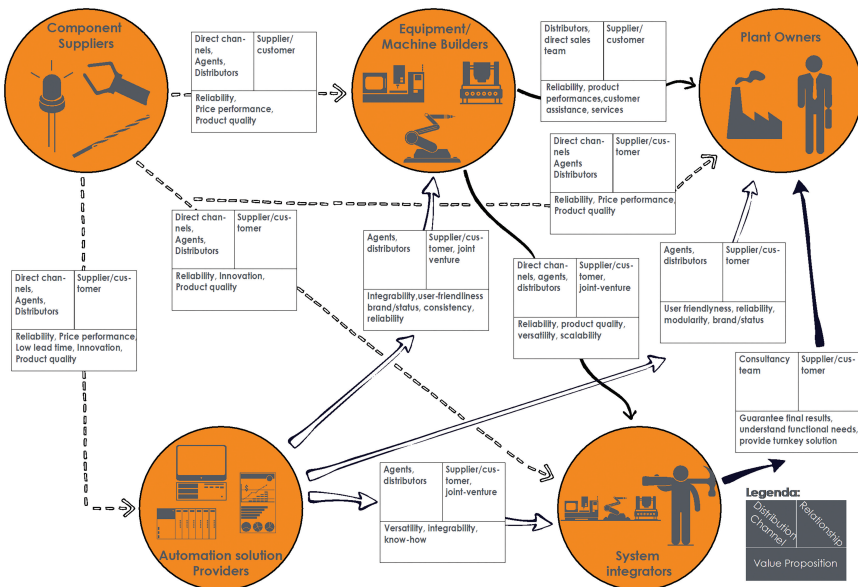 Component
Suppliers
Direct chan-
nels,
Agents,
Distributors
Supplier/
customer
Reliability,
Price performance,
Product quality
Equipment/
Machine Builders
Distributors,
direct sales
team
Supplier/
customer
Reliability, product
performances,customer
assistance, services
Plant Owners
Direct chan-
nels
Agents
Distributors
Supplier/cus-
tomer
Reliability, Price performance,
Product quality
Direct chan-
nels,
Agents,
Distributors
Supplier/cus-
tomer
Reliability, Innovation,
Product quality
Agents,
distributors
Supplier/cus-
tomer, joint
venture
Integrability,user-friendliness
brand/status, consistency,
reliability
Direct chan-
nels, agents,
distributors
Supplier/cus-
tomer,
joint-venture
Reliability, product quality,
versatility, scalability
Agents,
distributors
Supplier/cus-
tomer
User friendlyness, reliability,
modularity, brand/status
Direct chan-
nels,
Agents,
Distributors
Supplier/cus-
tomer
Reliability, Price performance,
Low lead time, Innovation,
Product quality
Consultancy
team
Supplier/cus-
tomer
Guarantee final results,
understand functional needs,
provide turnkey solution
Agents,
distributors
Supplier/cus-
tomer,
joint-venture
Versatility, integrability,
know-how
Automation solution
Providers
System
integrators
Legenda:
Distribution
Channel
Relationship
Value Proposition